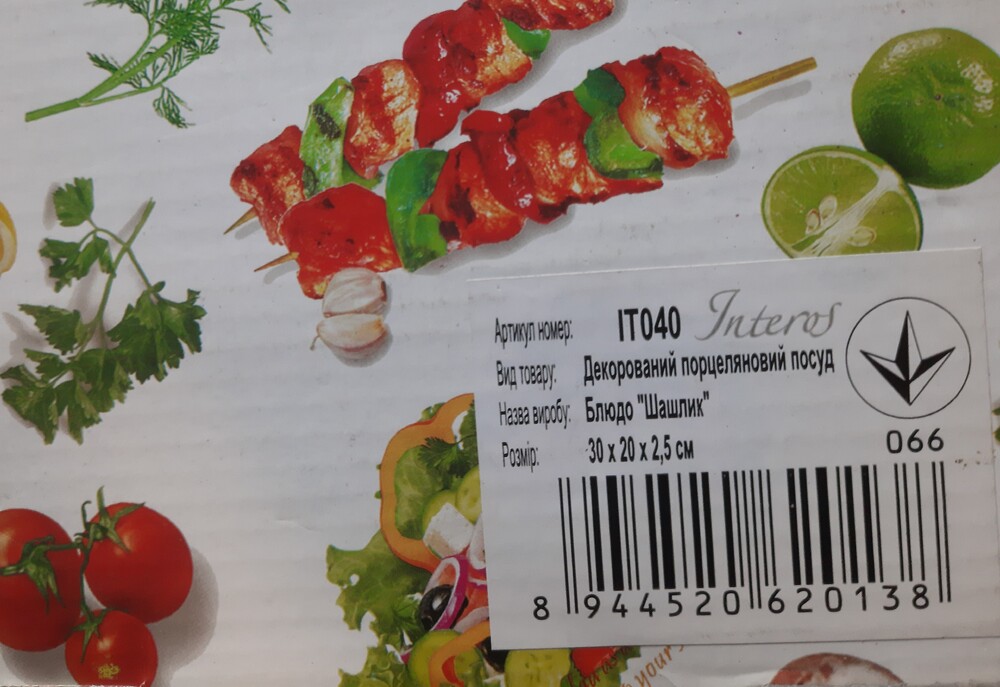 Артикул номер: IT040 Interos
Вид товару: Декорований порцеляновий посуд
Назва виробу: Блюдо "Шашлик"
Розмір: 30 x 20 x 2,5 см
066
8 944520 620138
your